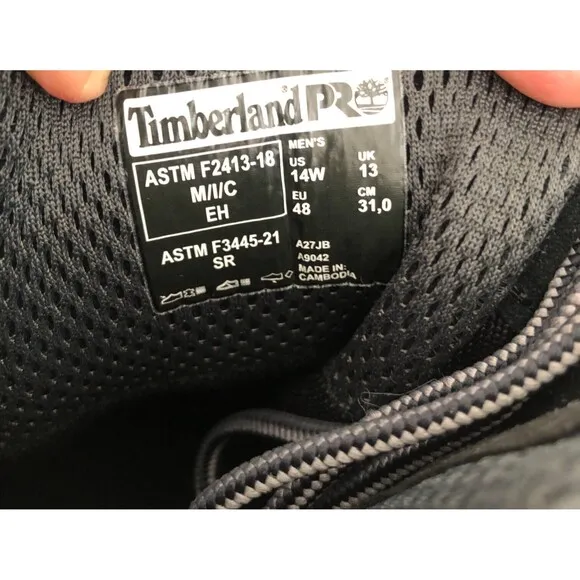 Timberland® PRO
ASTM F2413-18
M/I/C
EH
ASTM F3445-21
SR
MEN'S
US UK
14W 13
EU CM
48 31,0
A27JB
A9042
MADE IN:
CAMBODIA